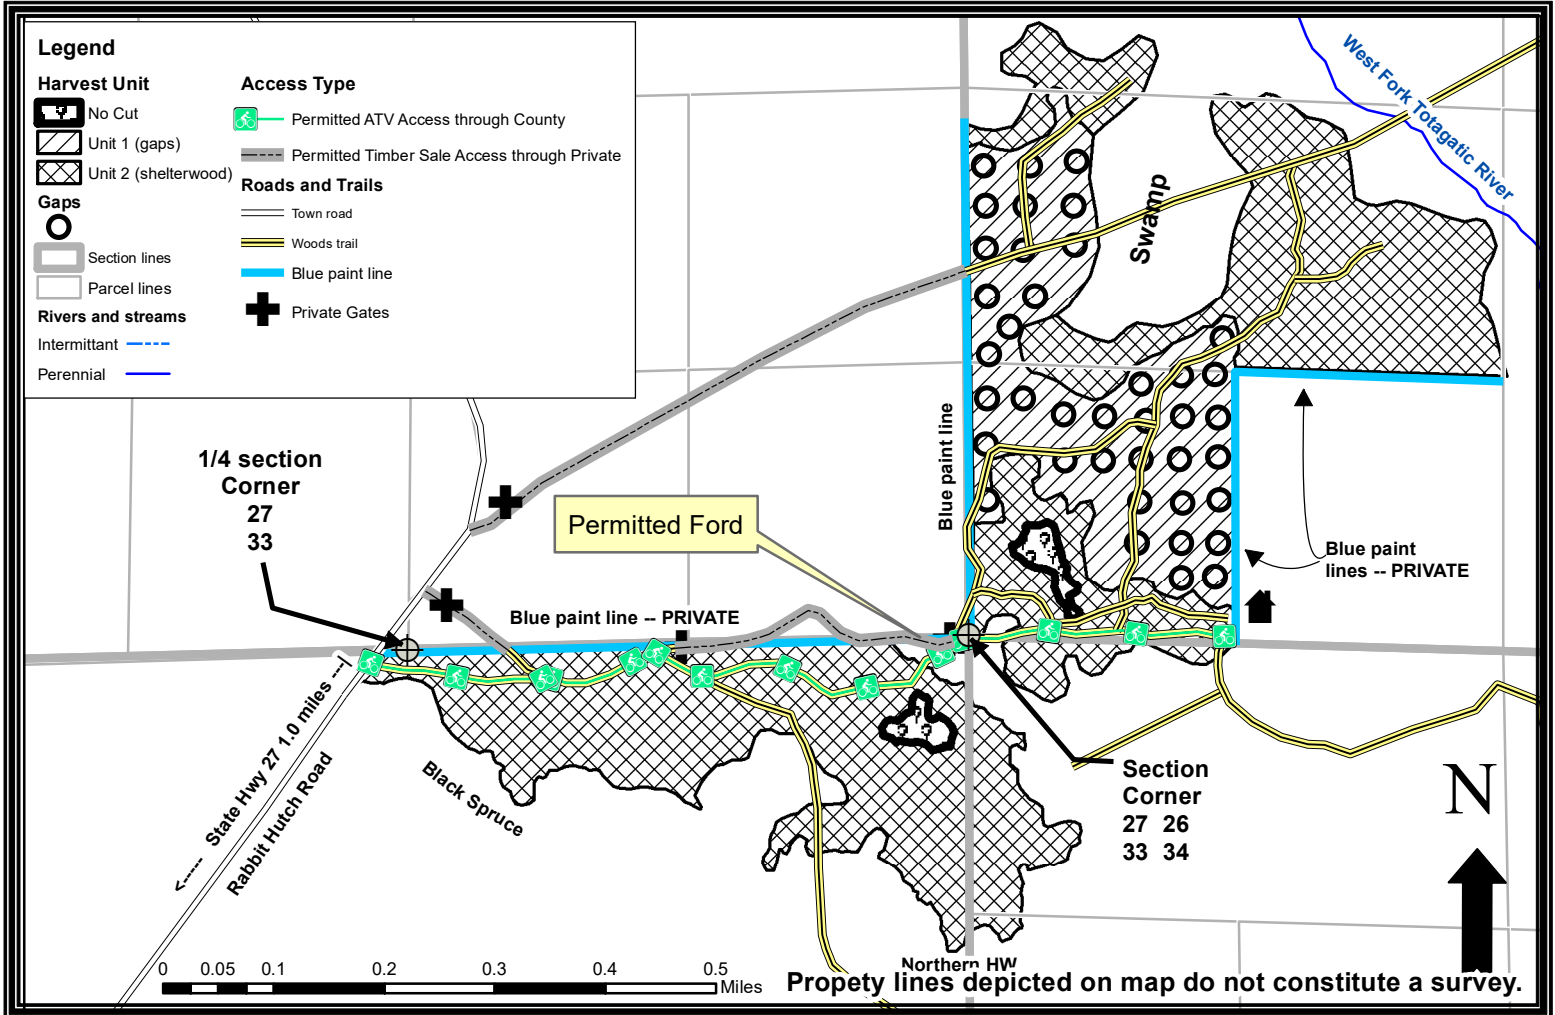 Legend
Harvest Unit
No Cut
Unit 1 (gaps)
Unit 2 (shelterwood)
Gaps
Section lines
Parcel lines
Rivers and streams
Intermittant
Perennial
Access Type
Permitted ATV Access through County
Permitted Timber Sale Access through Private
Roads and Trails
Town road
Woods trail
Blue paint line
Private Gates
West Fork Totagatic River
Swamp
1/4 section
Corner
27
33
Permitted Ford
Blue paint line
Blue paint line -- PRIVATE
Blue paint
lines -- PRIVATE
<----- State Hwy 27 1.0 miles ---
Rabbit Hutch Road
Black Spruce
Section
Corner
27 26
33 34
N
Northern HW
0 0.05 0.1 0.2 0.3 0.4 0.5
Miles
Propety lines depicted on map do not constitute a survey.